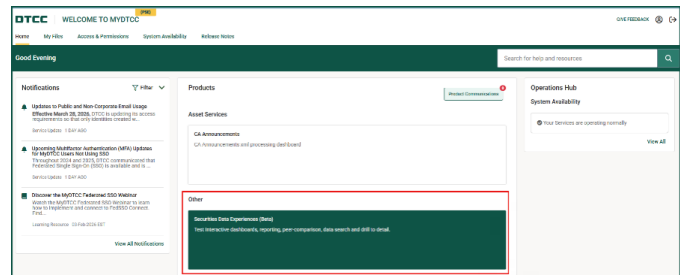 DTCC WELCOME TO MYDTCC [PSE]
GIVE FEEDBACK
Home My Files Access & Permissions System Availability Release Notes
Good Evening
Search for help and resources
Notifications
Filter
Updates to Public and Non-Corporate Email Usage
Effective March 28, 2026, DTCC is updating its access
requirements so that only identities created w...
Service Update 1 DAY AGO
Upcoming Multifactor Authentication (MFA) Updates
for MyDTCC Users Not Using SSO
Throughout 2024 and 2025, DTCC communicated that
Federated Single Sign On (SSO) is available and is ...
Service Update 1 DAY AGO
Discover the MyDTCC Federated SSO Webinar
Watch the MyDTCC Federated SSO Webinar to learn
how to implement and connect to FedSSO Connect.
Find...
Learning Resource 23-Feb-2026 EST
View All Notifications
Products
Product Communications
Asset Services
CA Announcements
CA Announcements and processing dashboard
Other
Securities Data Experiences (Beta)
Test interactive dashboards, reporting, peer-comparison, data search and drill to detail.
Operations Hub
System Availability
Your Services are operating normally
View All